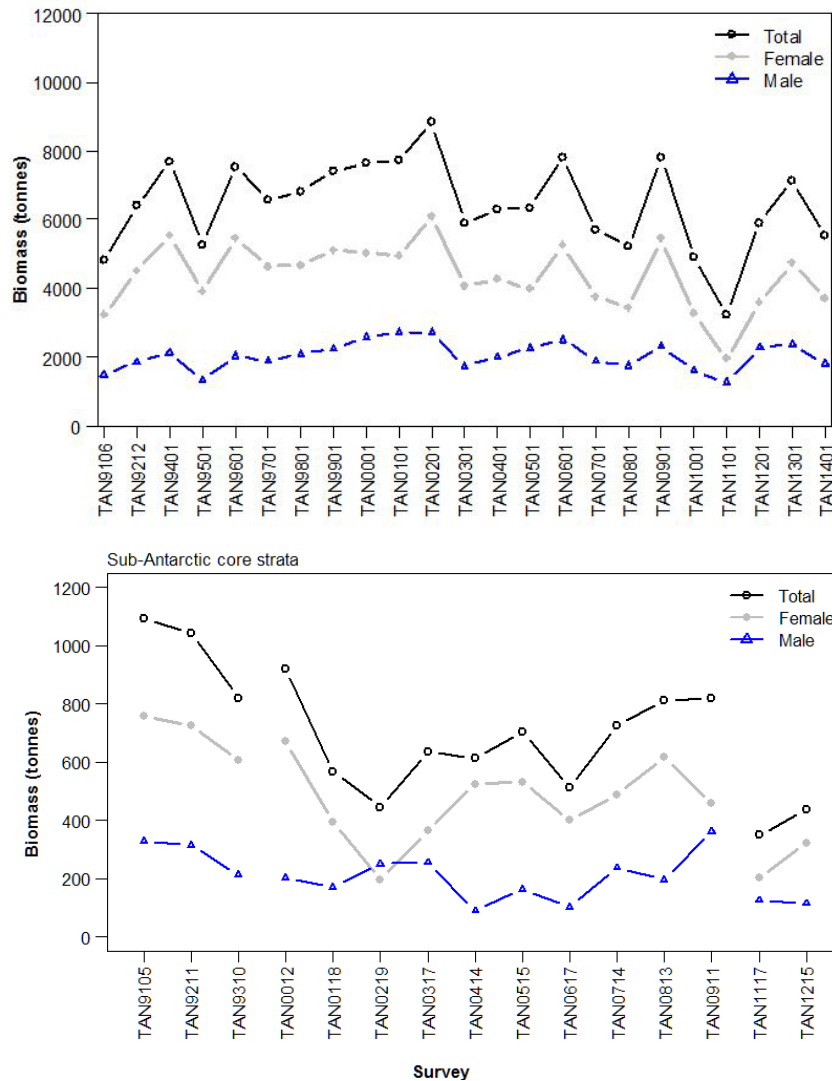 12000
10000
8000
6000
4000
2000
0
Biomass (tonnes)
Total
Female
Male
TAN9106
TAN9212
TAN9401
TAN9501
TAN9601
TAN9701
TAN9801
TAN9901
TAN0001
TAN0101
TAN0201
TAN0301
TAN0401
TAN0501
TAN0601
TAN0701
TAN0801
TAN0901
TAN1001
TAN1101
TAN1201
TAN1301
TAN1401
Sub-Antarctic core strata
1200
1000
800
600
400
200
0
Biomass (tonnes)
Total
Female
Male
TAN9105
TAN9211
TAN9310
TAN0012
TAN0118
TAN0219
TAN0317
TAN0414
TAN0515
TAN0617
TAN0714
TAN0813
TAN0911
TAN1117
TAN1215
Survey